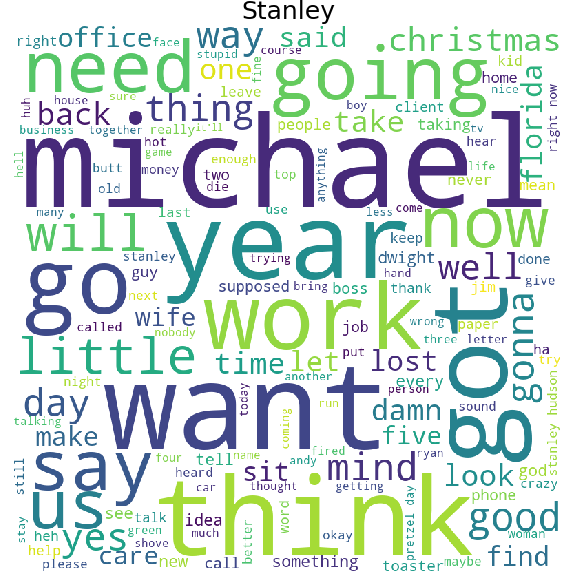 Stanley
right
face
office
way
said
christmas
stupid
course
need
going
one
leave
fine
kid
home
nice
huh
house
sure
back
thing
boy
client
florida
right now
business
together
really
i'll
people
take
taking
tv
hear
michael
hell
hot
game
enough
anything
never
mean
butt
money
two
top
life
old
die
many
last
use
less
come
will
year
now
stanley
trying
keep
dwight
well
done
go
guy
supposed
bring
hand
give
next
boss
thank
jim
called
wife
work
nobody
job
wrong
paper
got
gonna
three
letter
little
time
let
put
lost
ha
try
night
another
every
person
day
want
today
run
damn
sound
talking
make
coming
five
stanley hudson
say
four
tell
name
andy
fired
ryan
look
god
still
heard
sit
mind
crazy
car
thought
getting
phone
us
think
good
see
talk
idea
word
woman
stay
yes
green
much
better
pretzel day
heh
shove
okay
help
care
new
call
something
toaster
maybe
find
please